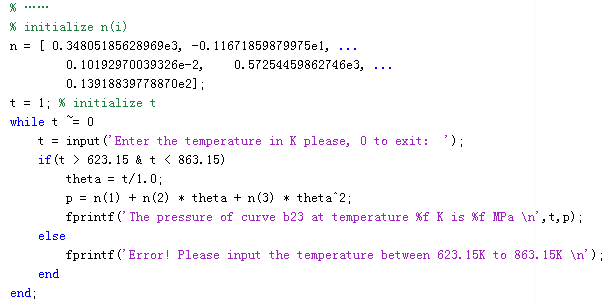 % ……
% initialize n(i)
n = [ 0.34805185628969e3, -0.11671859879975e1, ...
0.10192970039326e-2, 0.57254459862746e3, ...
0.13918839778870e2];
t = 1; % initialize t
while t ~= 0
t = input('Enter the temperature in K please, 0 to exit: ');
if(t > 623.15 & t < 863.15)
theta = t/1.0;
p = n(1) + n(2) * theta + n(3) * theta^2;
fprintf('The pressure of curve b23 at temperature %f K is %f MPa \n',t,p);
else
fprintf('Error! Please input the temperature between 623.15K to 863.15K \n');
end
end;